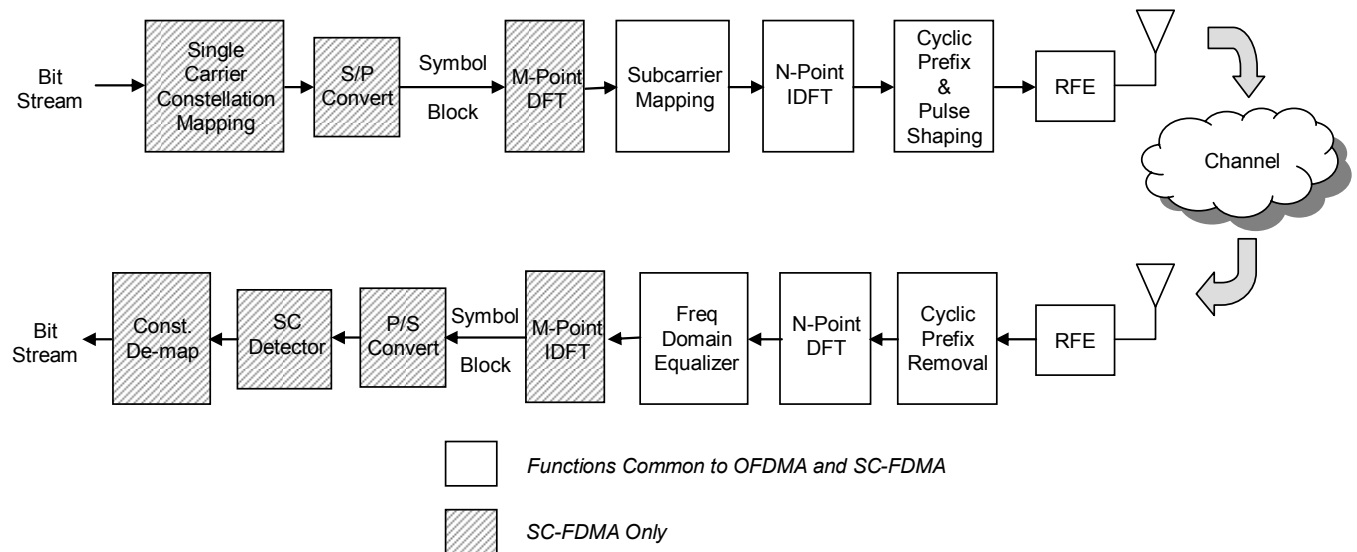 Bit
Stream
Single
Carrier
Constellation
Mapping
S/P
Convert
Symbol
Block
M-Point
DFT
Subcarrier
Mapping
N-Point
IDFT
Cyclic
Prefix
&
Pulse
Shaping
RFE
Channel
Bit
Stream
Const.
De-map
SC
Detector
P/S
Convert
Symbol
Block
M-Point
IDFT
Freq
Domain
Equalizer
N-Point
DFT
Cyclic
Prefix
Removal
RFE
Functions Common to OFDMA and SC-FDMA
SC-FDMA Only